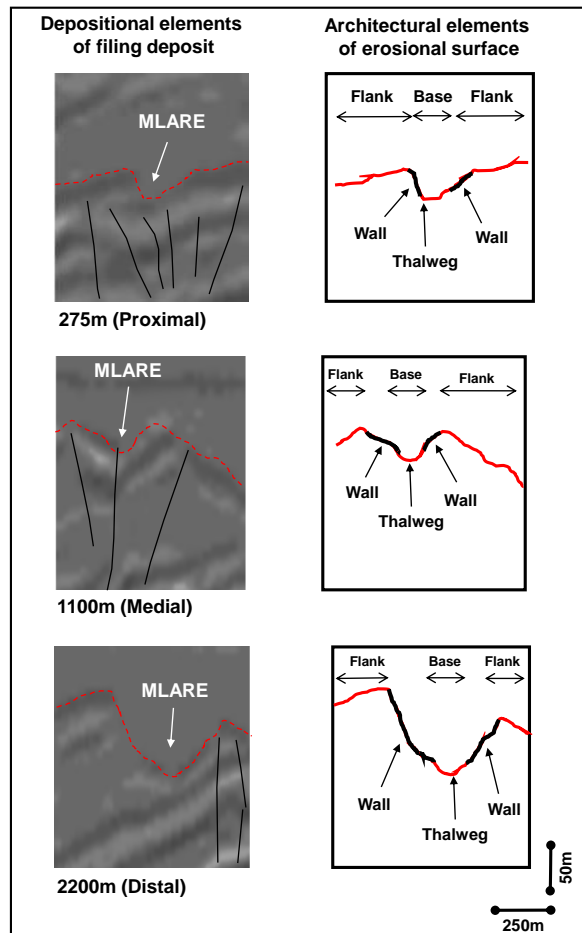 Depositional elements
of filing deposit
Architectural elements
of erosional surface
MLARE
Flank Base Flank
Wall
Wall
Thalweg
275m (Proximal)
MLARE
Flank Base Flank
Wall
Wall
Thalweg
1100m (Medial)
MLARE
Flank Base Flank
Wall
Wall
Thalweg
2200m (Distal)
50m
250m